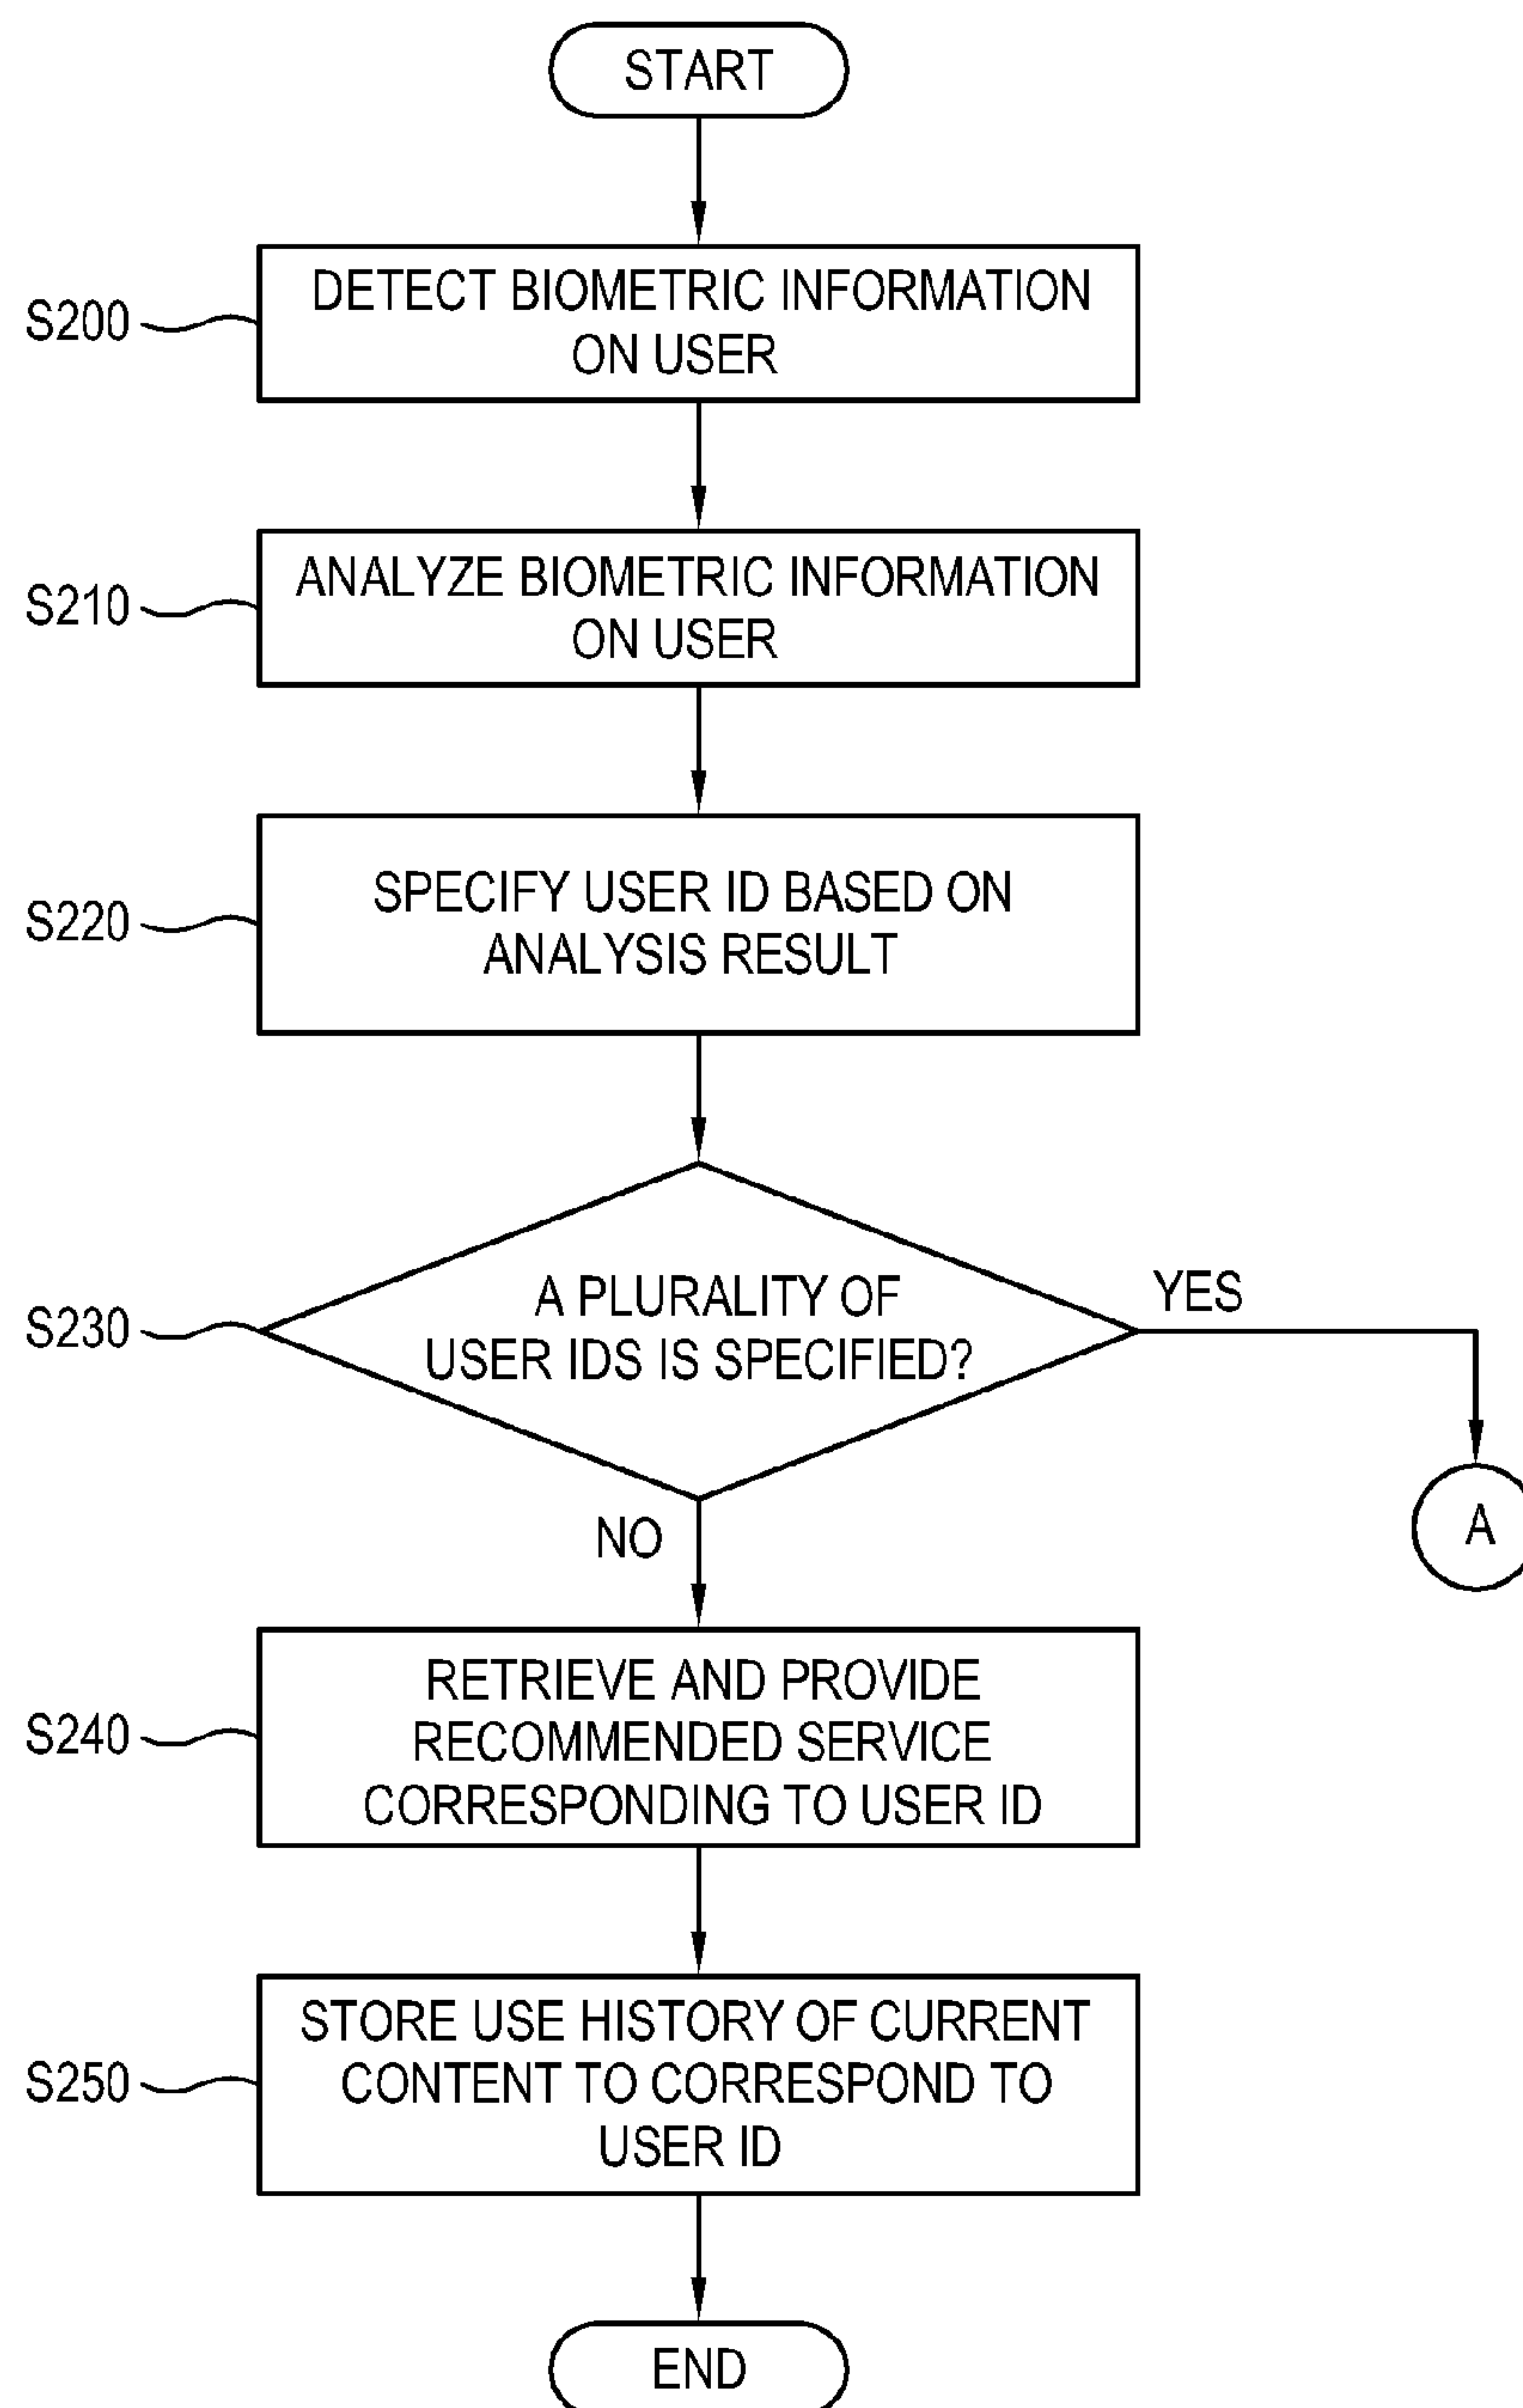 START
S200
DETECT BIOMETRIC INFORMATION
ON USER
S210
ANALYZE BIOMETRIC INFORMATION
ON USER
S220
SPECIFY USER ID BASED ON
ANALYSIS RESULT
S230
A PLURALITY OF
USER IDS IS SPECIFIED?
YES
A
NO
S240
RETRIEVE AND PROVIDE
RECOMMENDED SERVICE
CORRESPONDING TO USER ID
S250
STORE USE HISTORY OF CURRENT
CONTENT TO CORRESPOND TO
USER ID
END